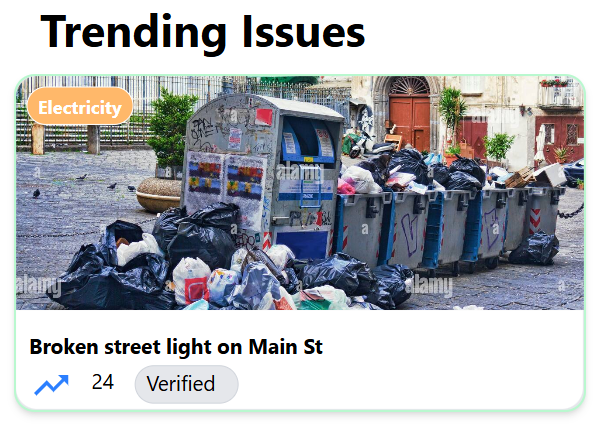 Trending Issues
Electricity
alamy
alamy
alamy
alamy
Broken street light on Main St
24 Verified